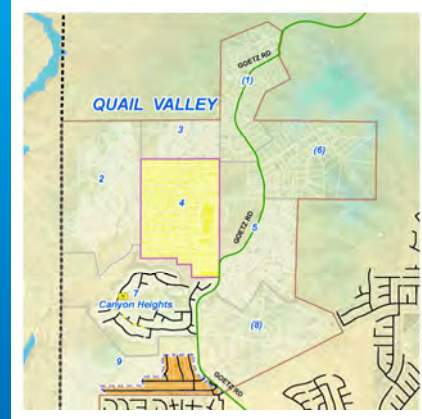 GOETZ RD
(1)
QUAIL VALLEY
3
(6)
2
4
GOETZ RD
5
7
Canyon Heights
(8)
9
GOETZ RD